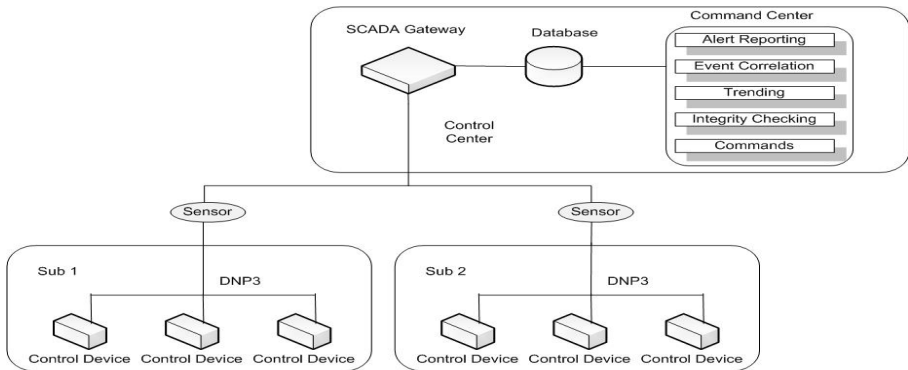 Command Center
SCADA Gateway
Database
Alert Reporting
Event Correlation
Trending
Integrity Checking
Commands
Control
Center
Sensor
Sensor
Sub 1
DNP3
Control Device
Control Device
Control Device
Sub 2
DNP3
Control Device
Control Device
Control Device